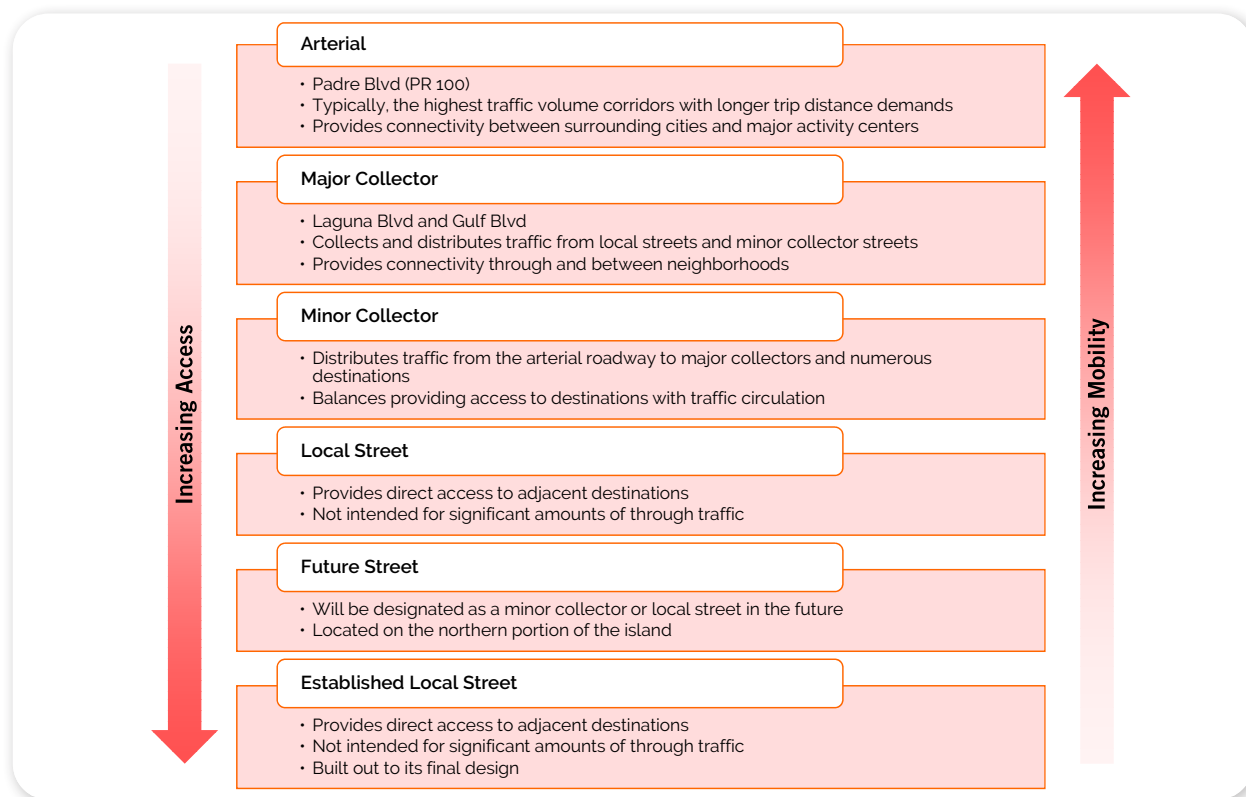 Arterial
• Padre Blvd (PR 100)
• Typically, the highest traffic volume corridors with longer trip distance demands
• Provides connectivity between surrounding cities and major activity centers
Major Collector
• Laguna Blvd and Gulf Blvd
• Collects and distributes traffic from local streets and minor collector streets
• Provides connectivity through and between neighborhoods
Minor Collector
• Distributes traffic from the arterial roadway to major collectors and numerous
destinations
• Balances providing access to destinations with traffic circulation
Local Street
• Provides direct access to adjacent destinations
• Not intended for significant amounts of through traffic
Future Street
• Will be designated as a minor collector or local street in the future
• Located on the northern portion of the island
Established Local Street
• Provides direct access to adjacent destinations
• Not intended for significant amounts of through traffic
• Built out to its final design
Increasing Access
Increasing Mobility